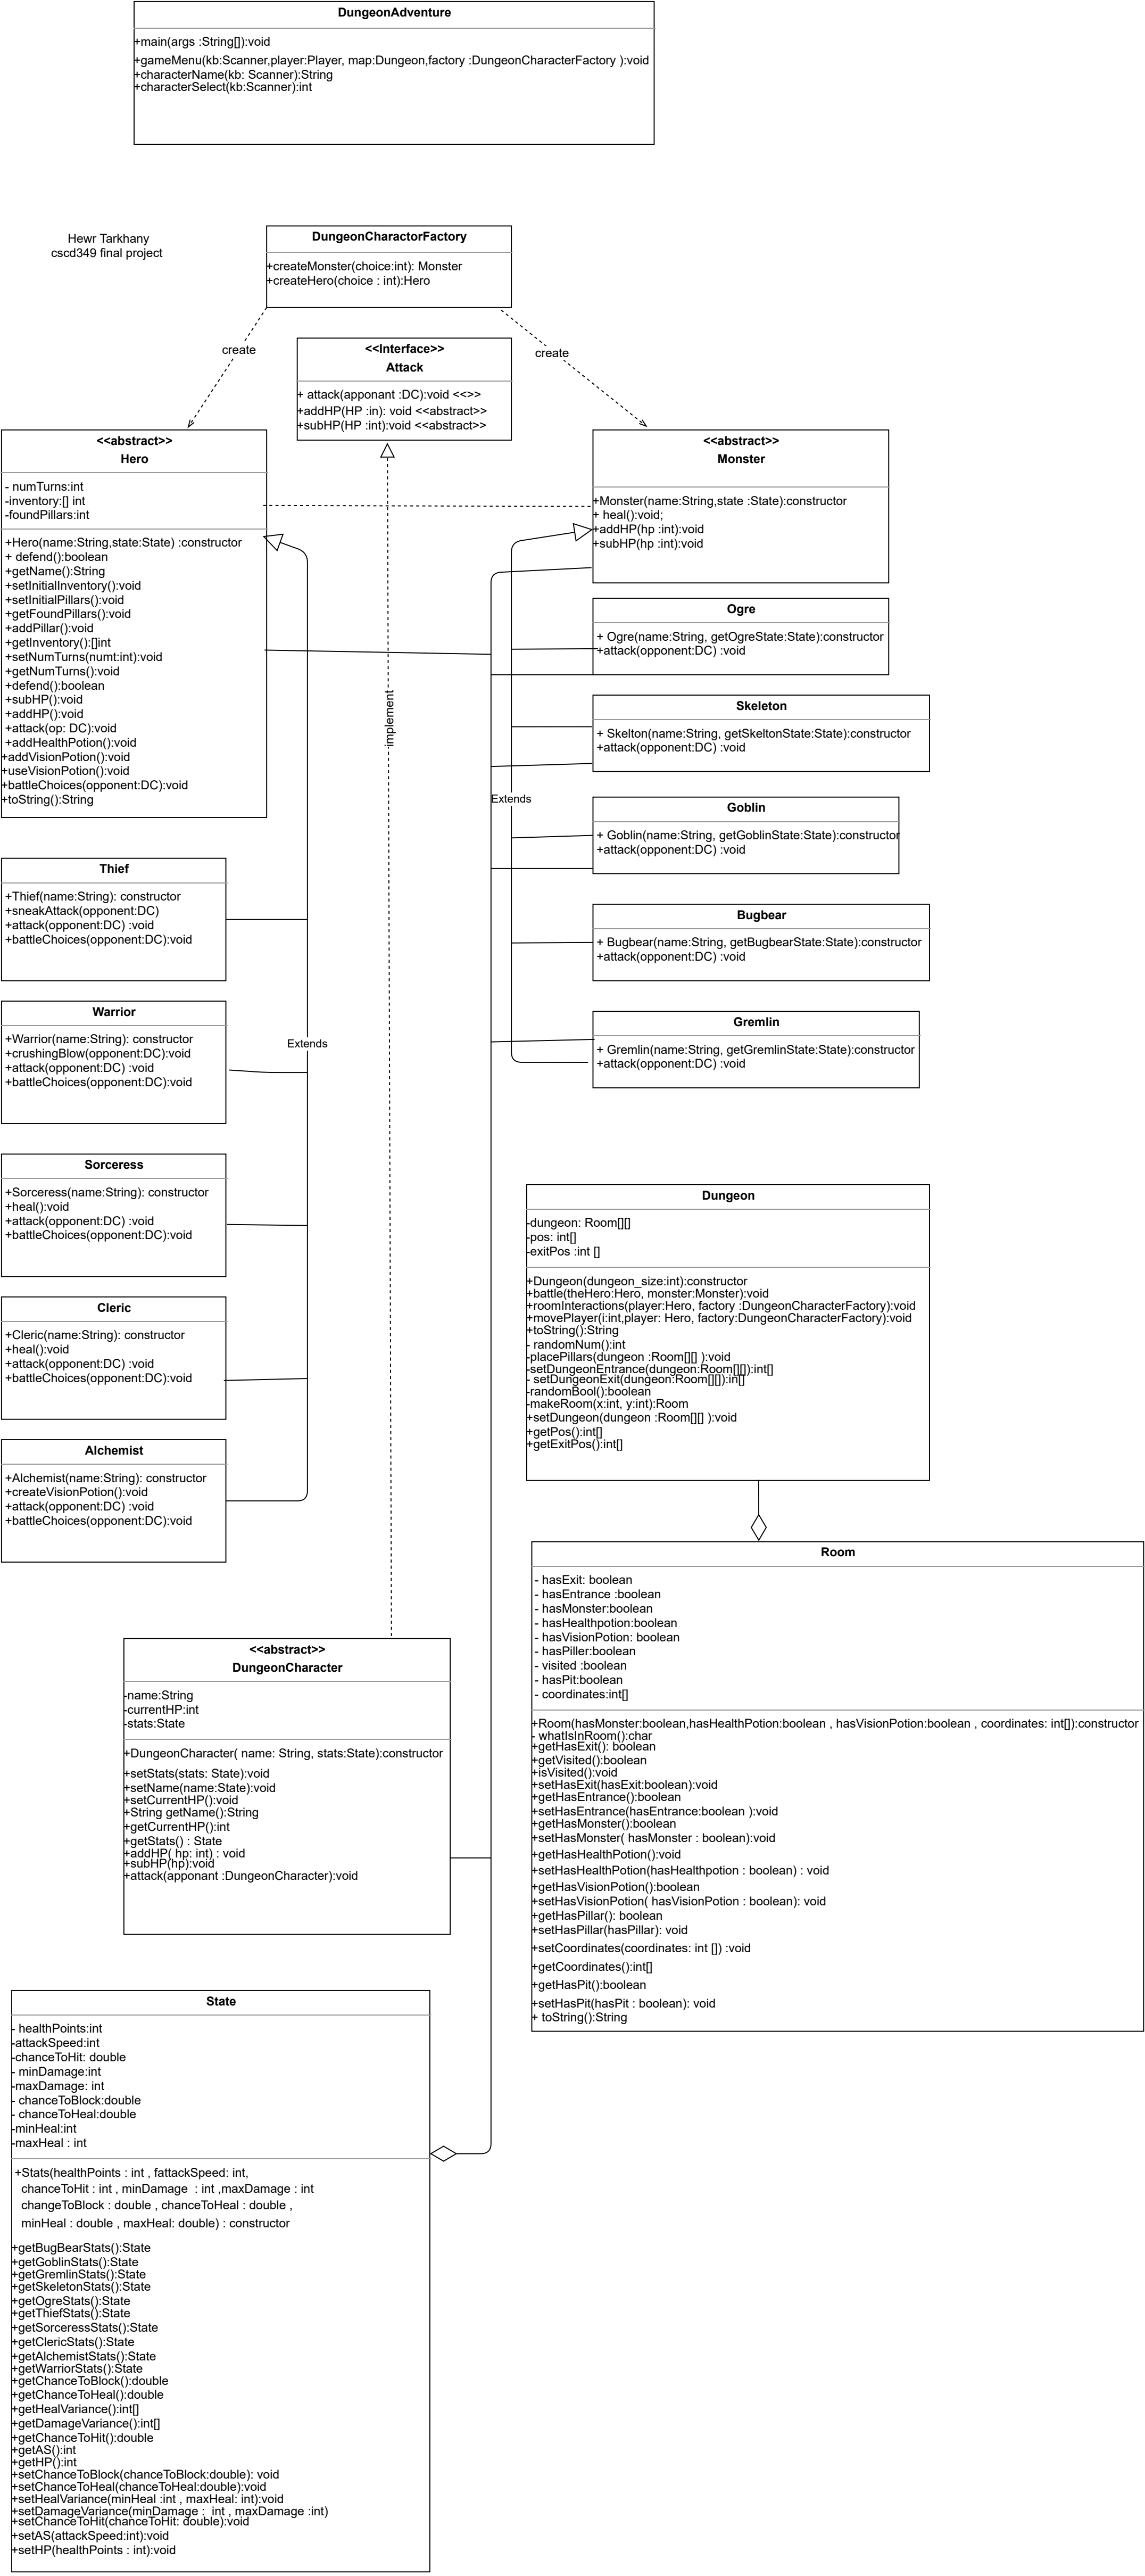 DungeonAdventure
+main(args :String[]):void
+gameMenu(kb:Scanner,player:Player, map:Dungeon,factory :DungeonCharacterFactory ):void
+characterName(kb: Scanner):String
+characterSelect(kb:Scanner):int
Hewr Tarkhany
cscd349 final project
DungeonCharactorFactory
+createMonster(choice:int): Monster
+createHero(choice : int):Hero
create
create
<<Interface>>
Attack
+ attack(apponant :DC):void <<>>
+addHP(HP :in): void <<abstract>>
+subHP(HP :int):void <<abstract>>
<<abstract>>
Hero
- numTurns:int
-inventory:[] int
-foundPillars:int
+Hero(name:String,state:State) :constructor
+ defend():boolean
+getName():String
+setInitialInventory():void
+setInitialPillars():void
+getFoundPillars():void
+addPillar():void
+getInventory():[]int
+setNumTurns(numt:int):void
+getNumTurns():void
+defend():boolean
+subHP():void
+addHP():void
+attack(op: DC):void
+addHealthPotion():void
+addVisionPotion():void
+useVisionPotion():void
+battleChoices(opponent:DC):void
+toString():String
<<abstract>>
Monster
+Monster(name:String,state :State):constructor
+ heal():void;
+addHP(hp :int):void
+subHP(hp :int):void
Ogre
+ Ogre(name:String, getOgreState:State):constructor
+attack(opponent:DC) :void
Skeleton
+ Skelton(name:String, getSkeltonState:State):constructor
+attack(opponent:DC) :void
Extends
Goblin
+ Goblin(name:String, getGoblinState:State):constructor
+attack(opponent:DC) :void
Bugbear
+ Bugbear(name:String, getBugbearState:State):constructor
+attack(opponent:DC) :void
Gremlin
+ Gremlin(name:String, getGremlinState:State):constructor
+attack(opponent:DC) :void
implement
Thief
+Thief(name:String): constructor
+sneakAttack(opponent:DC)
+attack(opponent:DC) :void
+battleChoices(opponent:DC):void
Warrior
+Warrior(name:String): constructor
+crushingBlow(opponent:DC):void
+attack(opponent:DC) :void
+battleChoices(opponent:DC):void
Extends
Sorceress
+Sorceress(name:String): constructor
+heal():void
+attack(opponent:DC) :void
+battleChoices(opponent:DC):void
Cleric
+Cleric(name:String): constructor
+heal():void
+attack(opponent:DC) :void
+battleChoices(opponent:DC):void
Alchemist
+Alchemist(name:String): constructor
+createVisionPotion():void
+attack(opponent:DC) :void
+battleChoices(opponent:DC):void
Dungeon
-dungeon: Room[][]
-pos: int[]
-exitPos :int []
+Dungeon(dungeon_size:int):constructor
+battle(theHero:Hero, monster:Monster):void
+roomInteractions(player:Hero, factory :DungeonCharacterFactory):void
+movePlayer(i:int,player: Hero, factory:DungeonCharacterFactory):void
+toString():String
- randomNum():int
-placePillars(dungeon :Room[][] ):void
-setDungeonEntrance(dungeon:Room[][]):int[]
- setDungeonExit(dungeon:Room[][]):in[]
-randomBool():boolean
-makeRoom(x:int, y:int):Room
+setDungeon(dungeon :Room[][] ):void
+getPos():int[]
+getExitPos():int[]
Room
- hasExit: boolean
- hasEntrance :boolean
- hasMonster:boolean
- hasHealthpotion:boolean
- hasVisionPotion: boolean
- hasPiller:boolean
- visited :boolean
- hasPit:boolean
- coordinates:int[]
+Room(hasMonster:boolean,hasHealthPotion:boolean , hasVisionPotion:boolean , coordinates: int[]):constructor
- whatIsInRoom():char
+getHasExit(): boolean
+getVisited():boolean
+isVisited():void
+setHasExit(hasExit:boolean):void
+getHasEntrance():boolean
+setHasEntrance(hasEntrance:boolean ):void
+getHasMonster():boolean
+setHasMonster( hasMonster : boolean):void
+getHasHealthPotion():void
+setHasHealthPotion(hasHealthpotion : boolean) : void
+getHasVisionPotion():boolean
+setHasVisionPotion( hasVisionPotion : boolean): void
+getHasPillar(): boolean
+setHasPillar(hasPillar): void
+setCoordinates(coordinates: int []) :void
+getCoordinates():int[]
+getHasPit():boolean
+setHasPit(hasPit : boolean): void
+ toString():String
<<abstract>>
DungeonCharacter
-name:String
-currentHP:int
-stats:State
+DungeonCharacter( name: String, stats:State):constructor
+setStats(stats: State):void
+setName(name:State):void
+setCurrentHP():void
+String getName():String
+getCurrentHP():int
+getStats() : State
+addHP( hp: int) : void
+subHP(hp):void
+attack(apponant :DungeonCharacter):void
State
- healthPoints:int
-attackSpeed:int
-chanceToHit: double
- minDamage:int
-maxDamage: int
- chanceToBlock:double
- chanceToHeal:double
-minHeal:int
-maxHeal : int
+Stats(healthPoints : int , fattackSpeed: int,
chanceToHit : int , minDamage  : int ,maxDamage : int
changeToBlock : double , chanceToHeal : double ,
minHeal : double , maxHeal: double) : constructor
+getBugBearStats():State
+getGoblinStats():State
+getGremlinStats():State
+getSkeletonStats():State
+getOgreStats():State
+getThiefStats():State
+getSorceressStats():State
+getClericStats():State
+getAlchemistStats():State
+getWarriorStats():State
+getChanceToBlock():double
+getChanceToHeal():double
+getHealVariance():int[]
+getDamageVariance():int[]
+getChanceToHit():double
+getAS():int
+getHP():int
+setChanceToBlock(chanceToBlock:double): void
+setChanceToHeal(chanceToHeal:double):void
+setHealVariance(minHeal :int , maxHeal: int):void
+setDamageVariance(minDamage :  int , maxDamage :int)
+setChanceToHit(chanceToHit: double):void
+setAS(attackSpeed:int):void
+setHP(healthPoints : int):void